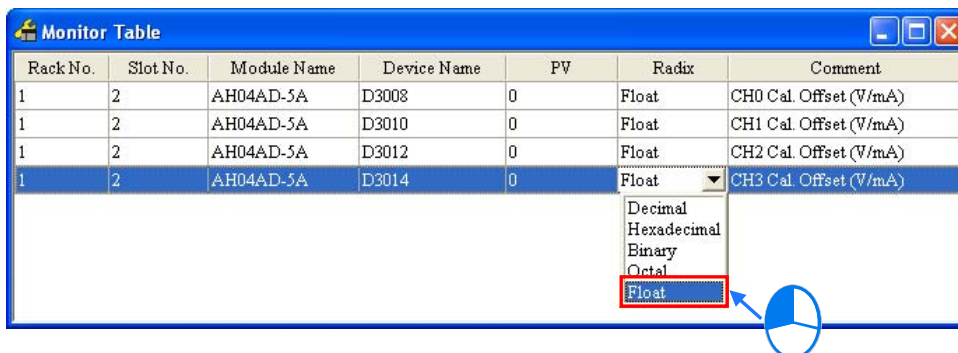 Monitor Table
Rack No. Slot No. Module Name Device Name PV Radix Comment
1 2 AH04AD-5A D3008 0 Float CH0 Cal. Offset (V/mA)
1 2 AH04AD-5A D3010 0 Float CH1 Cal. Offset (V/mA)
1 2 AH04AD-5A D3012 0 Float CH2 Cal. Offset (V/mA)
1 2 AH04AD-5A D3014 0 Float CH3 Cal. Offset (V/mA)
Decimal
Hexadecimal
Binary
Octal
Float